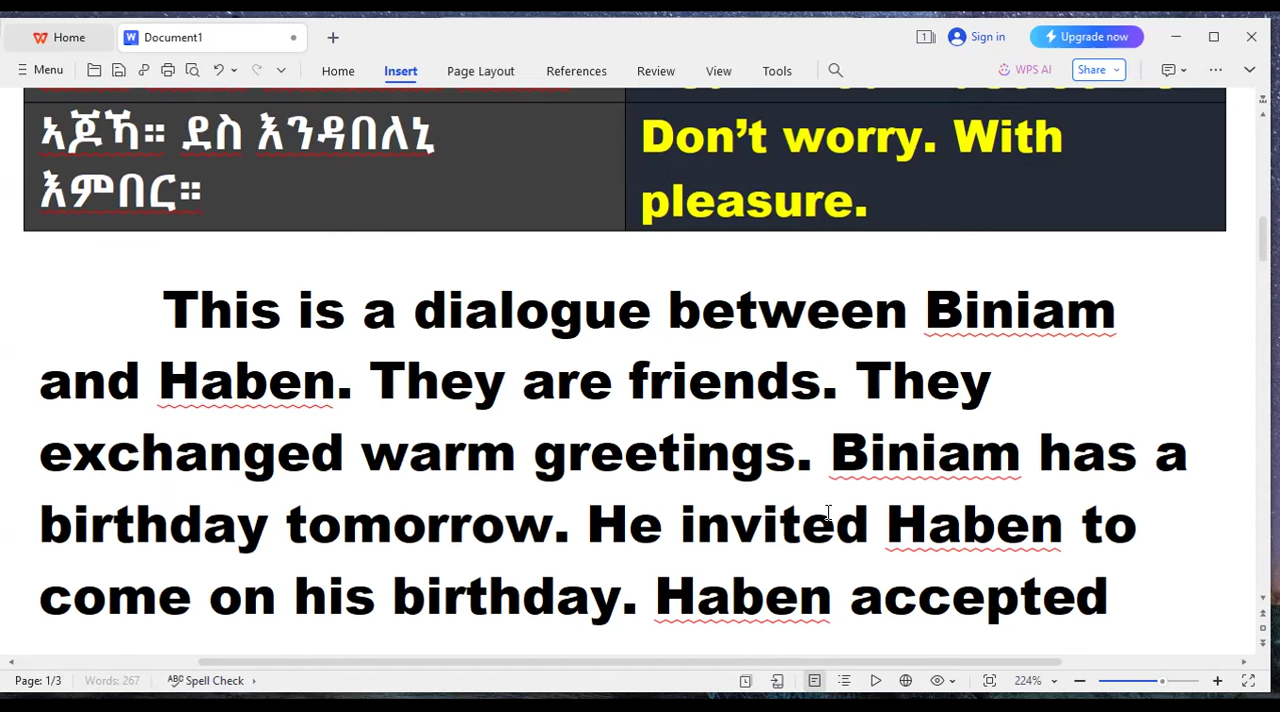 Home
Document1
1
Sign in
Upgrade now
Menu
Home
Insert
Page Layout
References
Review
View
Tools
WPS AI
Share
ኣጆኻ። ደስ እንዳበለኒ
እምበር።
Don’t worry. With
pleasure.
This is a dialogue between Biniam
and Haben. They are friends. They
exchanged warm greetings. Biniam has a
birthday tomorrow. He invited Haben to
come on his birthday. Haben accepted
Page: 1/3
Words: 267
Spell Check
224%